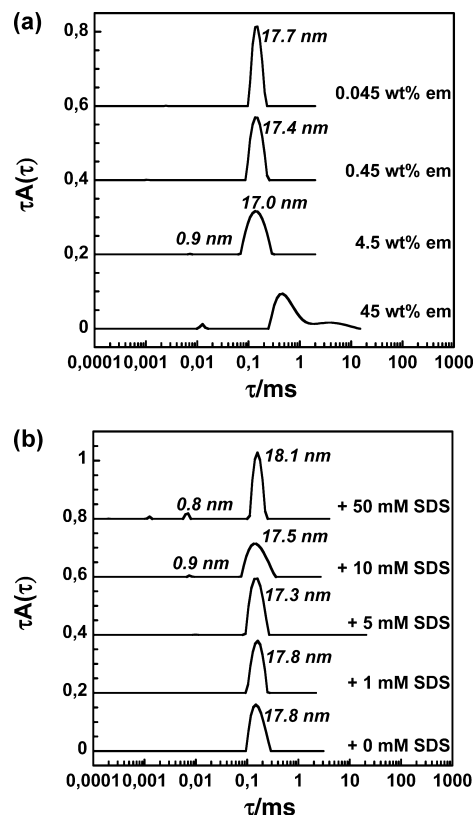 (a)
0,8
17.7 nm
0.045 wt% em
0,6
17.4 nm
0.45 wt% em
0,4
17.0 nm
0.9 nm
4.5 wt% em
0,2
45 wt% em
0
τA(τ)
0,0001 0,001 0,01 0,1 1 10 100 1000
τ/ms
(b)
1
18.1 nm
0.8 nm
+ 50 mM SDS
0,8
17.5 nm
0.9 nm
+ 10 mM SDS
0,6
17.3 nm
+ 5 mM SDS
0,4
17.8 nm
+ 1 mM SDS
0,2
17.8 nm
+ 0 mM SDS
0
τA(τ)
0,0001 0,001 0,01 0,1 1 10 100 1000
τ/ms